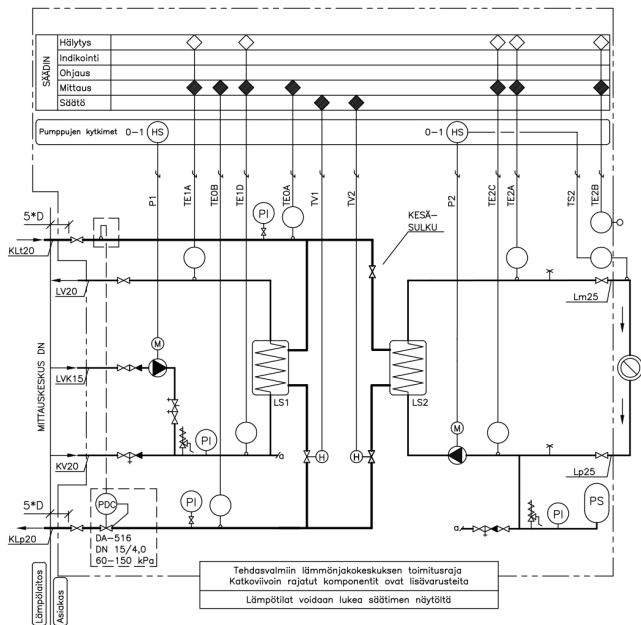 SÄÄDIN
Hälytys
Indikointi
Ohjaus
Mittaus
Säätö
Pumppujen kytkimet 0-1 HS
0-1 HS
P1
TE1A
TE0B
TE1D
TE0A
TV1
TV2
P2
TE2C
TE2A
TS2
TE2B
5*D
KLt20
PI
KESÄ-
SULKU
LV20
Lm25
MITTAUSKESKUS DN
M
LVK15
LS1
LS2
M
PI
H
H
KV20
a
Lp25
5*D
PDC
PI
a
PI
PS
KLp20
DA-516
DN 15/4,0
60-150 kPa
Lämpölaitos
Asiakas
Tehdasvalmiin lämmönjakokeskuksen toimitusraja
Katkoviivoin rajatut komponentit ovat lisävarusteita
Lämpötilat voidaan lukea säätimen näytöltä